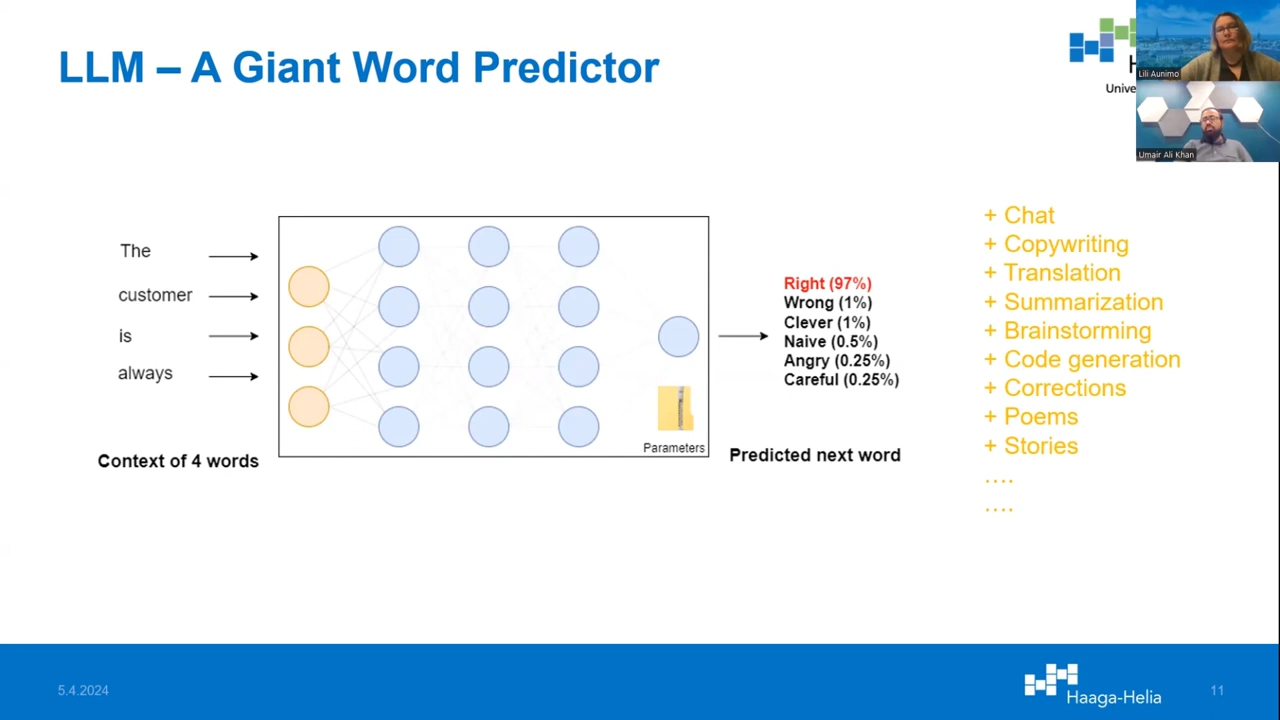 LLM – A Giant Word Predictor
Unive
Lili Aunimo
Umair Ali Khan
The
customer
is
always
Context of 4 words
Parameters
Right (97%)
Wrong (1%)
Clever (1%)
Naive (0.5%)
Angry (0.25%)
Careful (0.25%)
Predicted next word
+ Chat
+ Copywriting
+ Translation
+ Summarization
+ Brainstorming
+ Code generation
+ Corrections
+ Poems
+ Stories
....
....
5.4.2024
Haaga-Helia
11